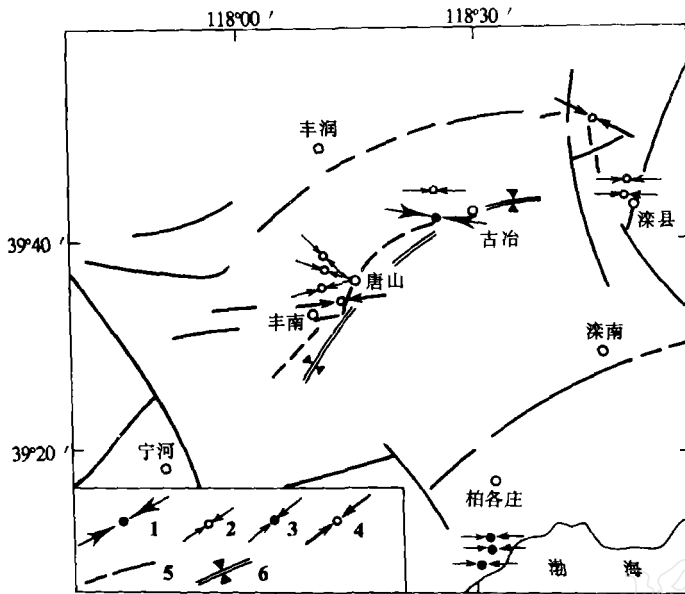 118°00′ 118°30′
丰润
滦县
古冶
39°40′
唐山
丰南
滦南
39°20′
宁河
柏各庄
1 2 3 4
5 6
渤海